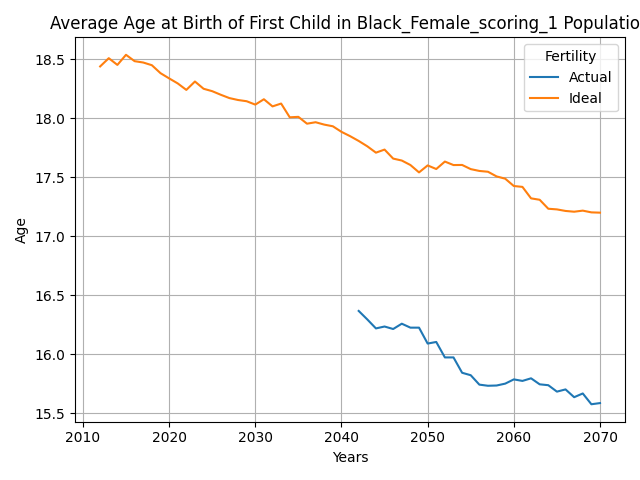 Average Age at Birth of First Child in Black_Female_scoring_1 Populatio
Fertility
Actual
Ideal
18.5
18.0
17.5
17.0
16.5
16.0
15.5
Age
2010 2020 2030 2040 2050 2060 2070
Years